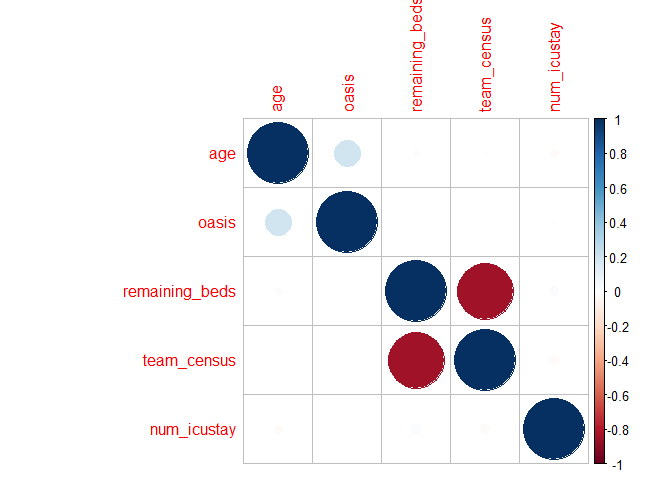 age
oasis
remaining_beds
team_census
num_icustay
age
oasis
remaining_beds
team_census
num_icustay
1
0.8
0.6
0.4
0.2
0
-0.2
-0.4
-0.6
-0.8
-1